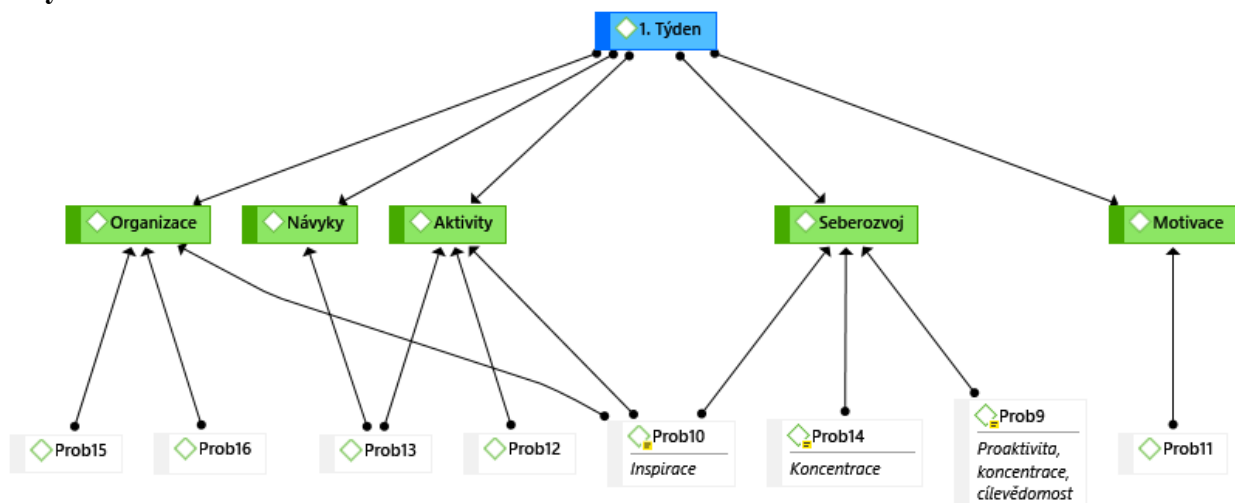 1. Týden
Organizace
Návyky
Aktivity
Seberozvoj
Motivace
Prob15
Prob16
Prob13
Prob12
Prob10
Inspirace
Prob14
Koncentrace
Prob9
Proaktivita,
koncentrace,
cílevědomost
Prob11